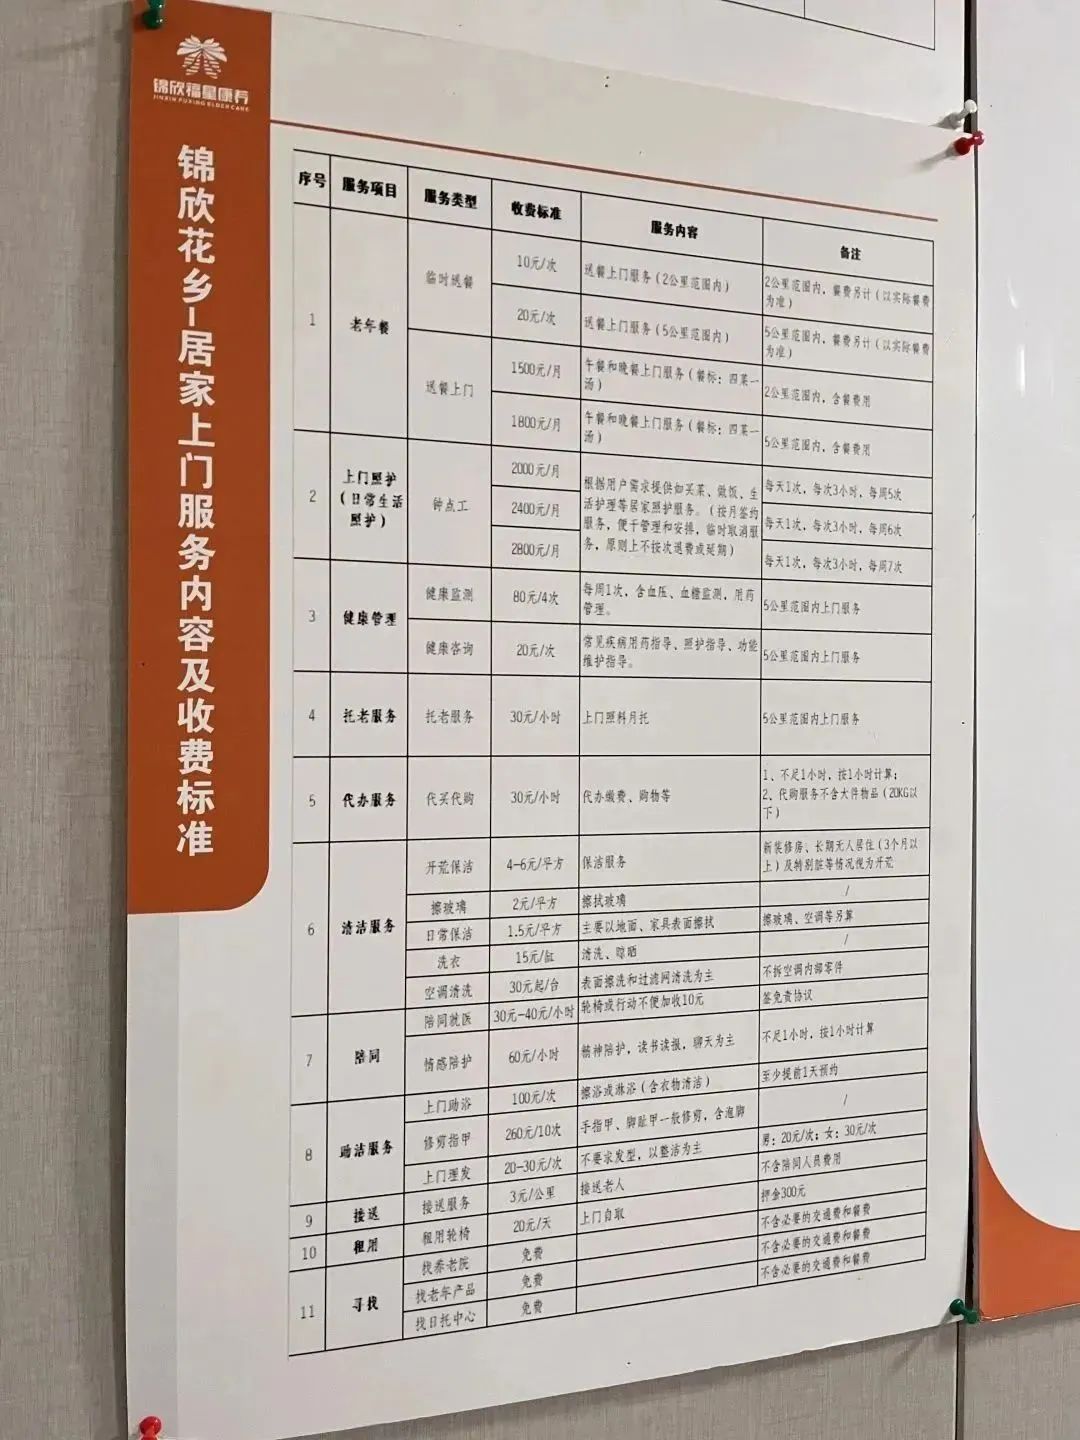 锦欣福星康养
JINXIN FUXING ELDER CARE
锦欣花乡-居家上门服务内容及收费标准
序号 服务项目 服务类型 收费标准 服务内容 备注
1 老年餐 临时送餐 10元/次 送餐上门服务（2公里范围内） 2公里范围内，餐费另计（以实际餐费
为准）
20元/次 送餐上门服务（5公里范围内） 5公里范围内，餐费另计（以实际餐费
为准）
送餐上门 1500元/月 午餐和晚餐上门服务（餐标：四菜一
汤） 2公里范围内，含餐费用
1800元/月 午餐和晚餐上门服务（餐标：四菜一
汤） 5公里范围内，含餐费用
2 上门照护
（日常生活
照护） 钟点工 2000元/月 根据用户需求提供如买菜、做饭、生
活护理等居家照护服务。（按月签约
服务，便于管理和安排，临时取消服
务，原则上不按次退费或延期） 每天1次，每次3小时，每周5次
2400元/月 每天1次，每次3小时，每周6次
2800元/月 每天1次，每次3小时，每周7次
3 健康管理 健康监测 80元/4次 每周1次，含血压、血糖监测，用药
管理。 5公里范围内上门服务
健康咨询 20元/次 常见疾病用药指导、照护指导、功能
维护指导。 5公里范围内上门服务
4 托老服务 托老服务 30元/小时 上门照料月托 5公里范围内上门服务
5 代办服务 代买代购 30元/小时 代办缴费、购物等 1、不足1小时，按1小时计算；
2、代购服务不含大件物品（20KG以
下）
6 清洁服务 开荒保洁 4-6元/平方 保洁服务 新装修房、长期无人居住（3个月以
上）及特别脏等情况视为开荒
擦玻璃 2元/平方 擦拭玻璃 /
日常保洁 1.5元/平方 主要以地面、家具表面擦拭 擦玻璃、空调等另算
洗衣 15元/缸 清洗、晾晒 /
空调清洗 30元起/台 表面擦洗和过滤网清洗为主 不拆空调内部零件
7 陪同 陪同就医 30元-40元/小时 轮椅或行动不便加收10元 签免责协议
情感陪护 60元/小时 精神陪护，读书读报，聊天为主 不足1小时，按1小时计算
8 助洁服务 上门助浴 100元/次 擦浴或淋浴（含衣物清洁） 至少提前1天预约
修剪指甲 260元/10次 手指甲、脚趾甲一般修剪，含泡脚 /
上门理发 20-30元/次 不要求发型，以整洁为主 男：20元/次；女：30元/次
9 接送 接送服务 3元/公里 接送老人 不含陪同人员费用
10 租用 租用轮椅 20元/天 上门自取 押金300元
11 寻找 找养老院 免费 不含必要的交通费和餐费
找老年产品 免费 不含必要的交通费和餐费
找日托中心 免费 不含必要的交通费和餐费